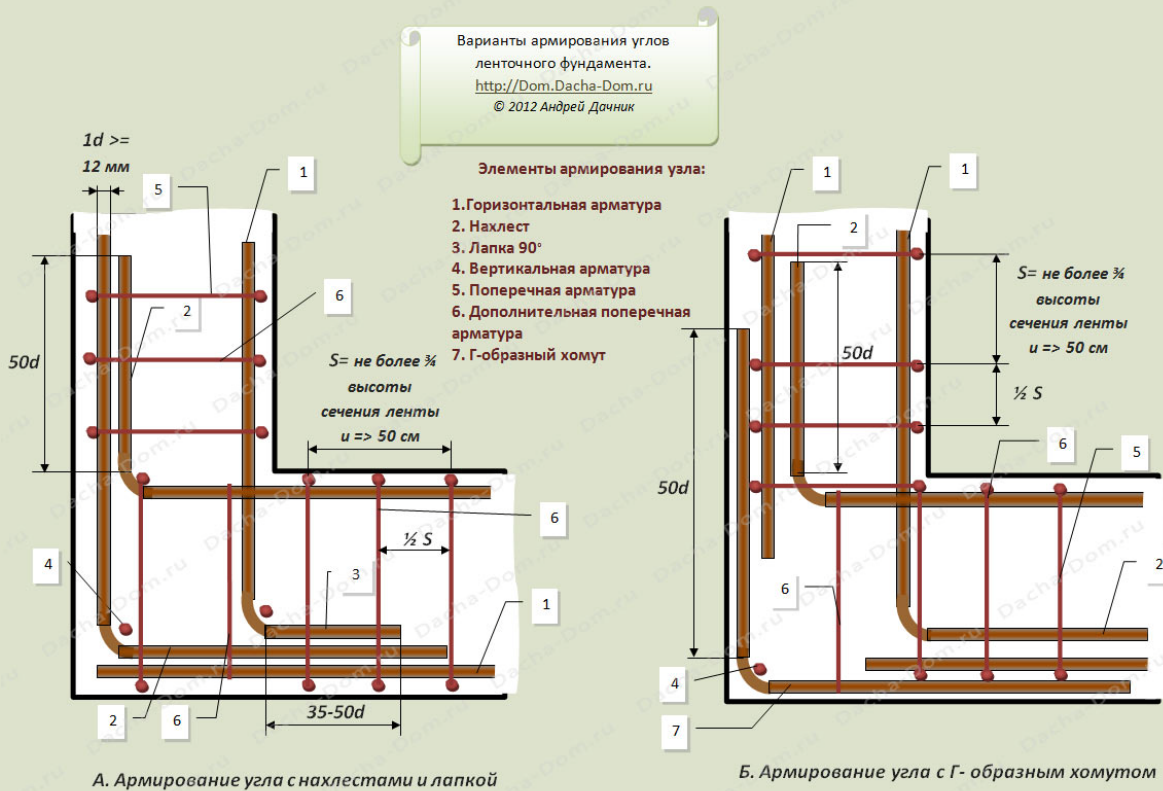 Варианты армирования углов
ленточного фундамента.
http://Dom.Dacha-Dom.ru
© 2012 Андрей Дачник
Элементы армирования узла:
1.Горизонтальная арматура
2. Нахлест
3. Лапка 90°
4. Вертикальная арматура
5. Поперечная арматура
6. Дополнительная поперечная
арматура
7. Г-образный хомут
1d >=
12 мм
5
1
2
6
50d
S= не более ¾
высоты
сечения ленты
и => 50 см
6
½ S
4
3
1
2
6
35-50d
А. Армирование угла с нахлестами и лапкой
1
1
2
S= не более ¾
высоты
сечения ленты
и => 50 см
50d
½ S
6
5
50d
6
2
4
7
Б. Армирование угла с Г- образным хомутом
Dacha-Dom.ru